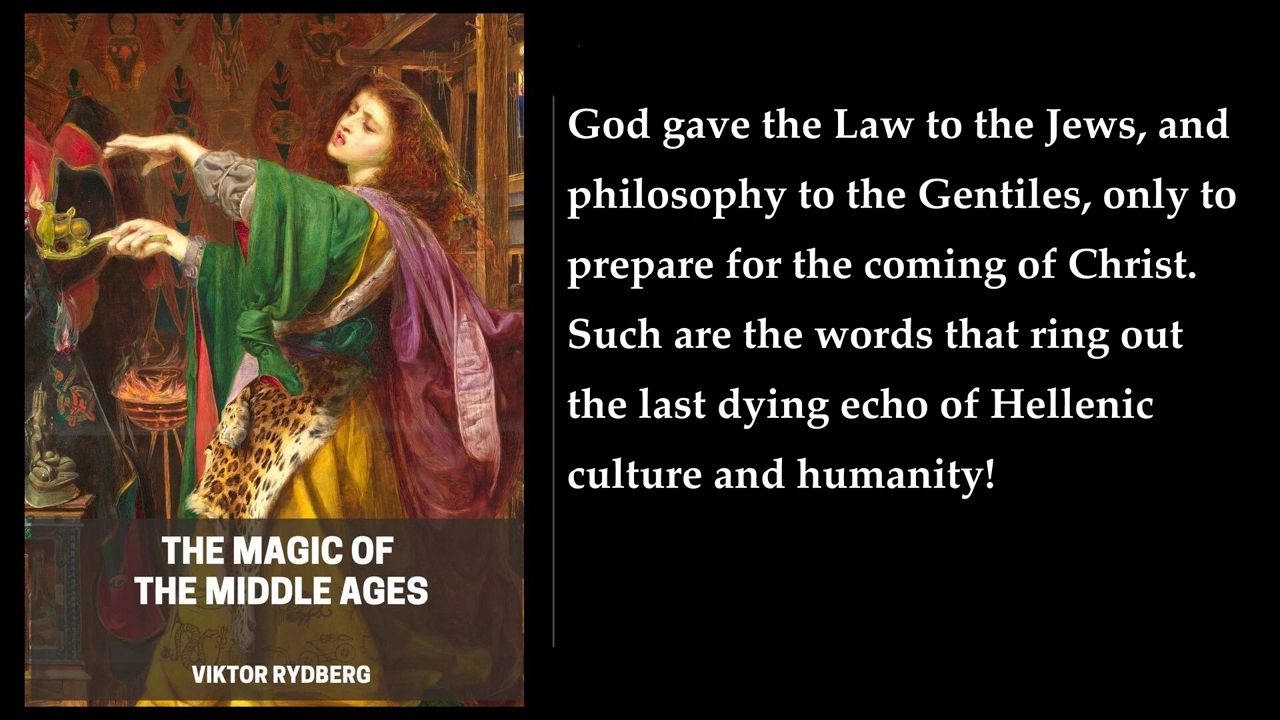 THE MAGIC OF
THE MIDDLE AGES
VIKTOR RYDBERG
God gave the Law to the Jews, and
philosophy to the Gentiles, only to
prepare for the coming of Christ.
Such are the words that ring out
the last dying echo of Hellenic
culture and humanity!